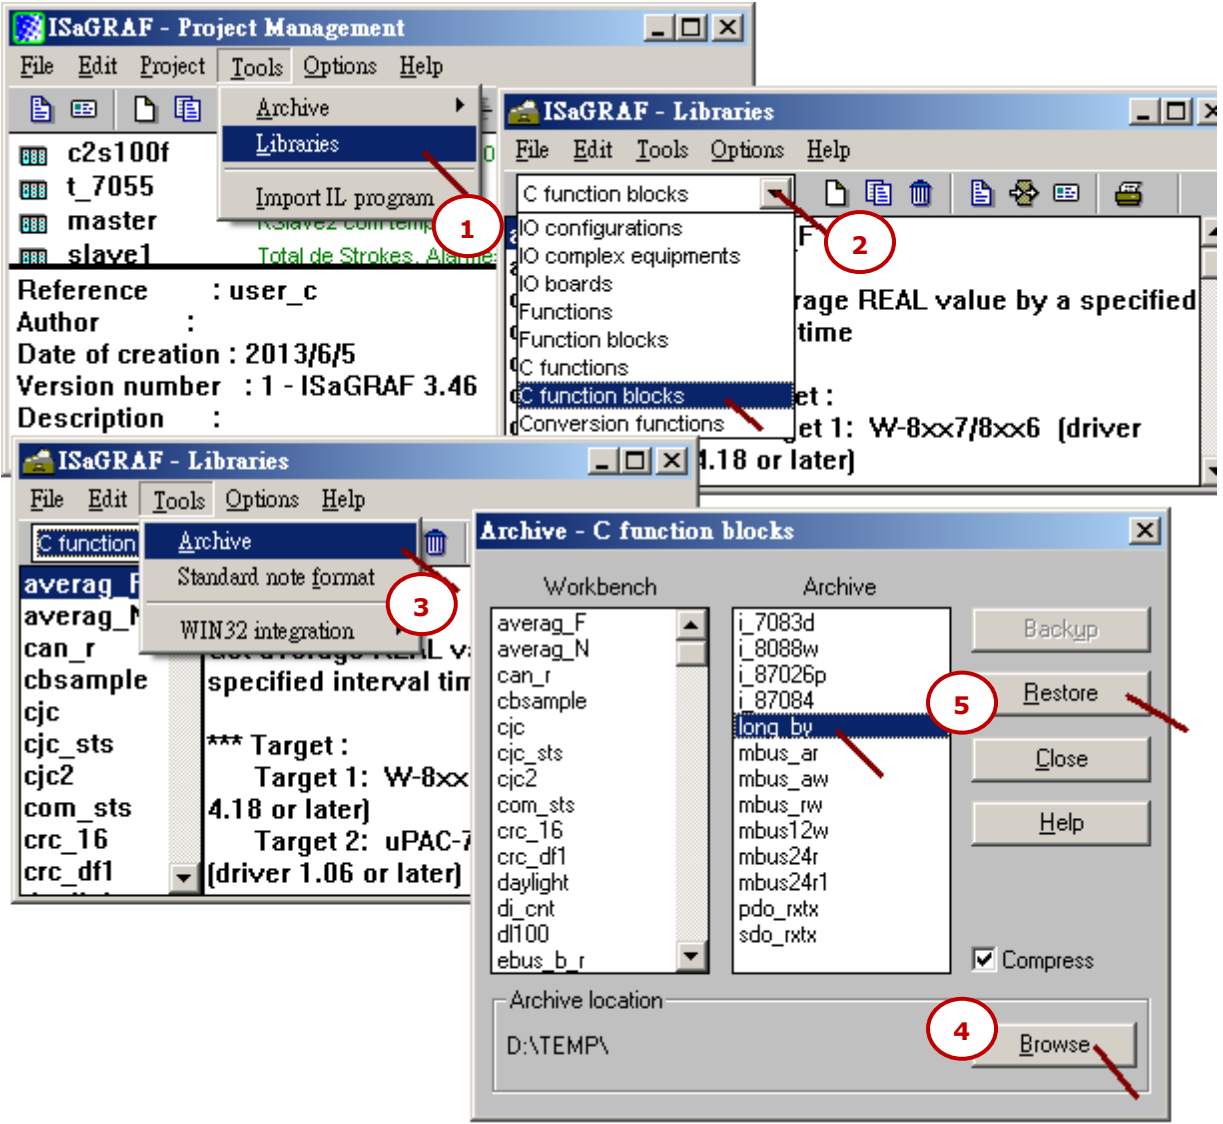 ISaGRAF - Project Management
File Edit Project Tools Options Help
Archive
Libraries
Import IL program
c2s100f
t_7055
master
slave1
Total de Strokes, Alarmes
Reference : user_c
Author :
Date of creation : 2013/6/5
Version number : 1 - ISaGRAF 3.46
Description :
1
ISaGRAF - Libraries
File Edit Tools Options Help
C function blocks
IO configurations
IO complex equipments
IO boards
Functions
Function blocks
C functions
C function blocks
Conversion functions
2
rage REAL value by a specified
time
et :
et 1: W-8xx7/8xx6 (driver
4.18 or later)
ISaGRAF - Libraries
File Edit Tools Options Help
C function
Archive
Standard note format
WIN32 integration
3
averag_F
averag_N
can_r
cbsample
cjc
cjc_sts
cjc2
com_sts
crc_16
crc_df1
specified interval tim
*** Target :
Target 1: W-8xx
4.18 or later)
Target 2: uPAC-7
(driver 1.06 or later)
Archive - C function blocks
Workbench
averag_F
averag_N
can_r
cbsample
cjc
cjc_sts
cjc2
com_sts
crc_16
crc_df1
daylight
di_cnt
dl100
ebus_b_r
Archive
i_7083d
i_8088w
i_87026p
i_87084
long_by
mbus_ar
mbus_aw
mbus_rw
mbus12w
mbus24r
mbus24r1
pdo_rxtx
sdo_rxtx
Backup
5
Restore
Close
Help
Compress
Archive location
D:\TEMP\
4
Browse